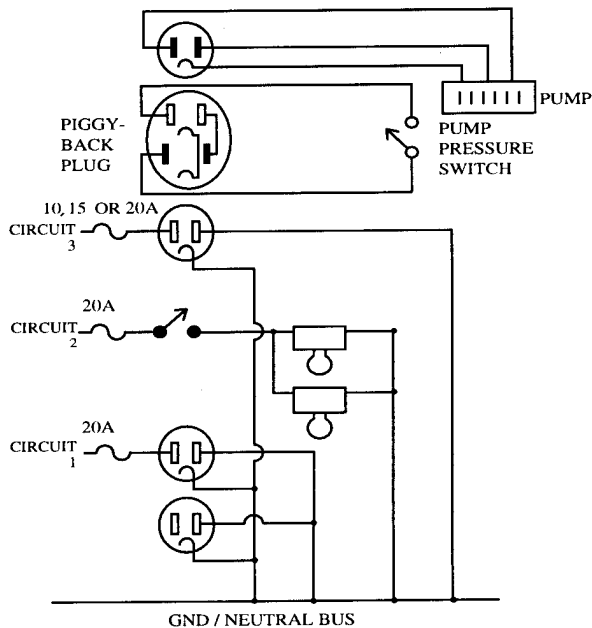 PUMP
PIGGY-
BACK
PLUG
PUMP
PRESSURE
SWITCH
10, 15 OR 20A
CIRCUIT
3
20A
CIRCUIT
2
20A
CIRCUIT
1
GND / NEUTRAL BUS